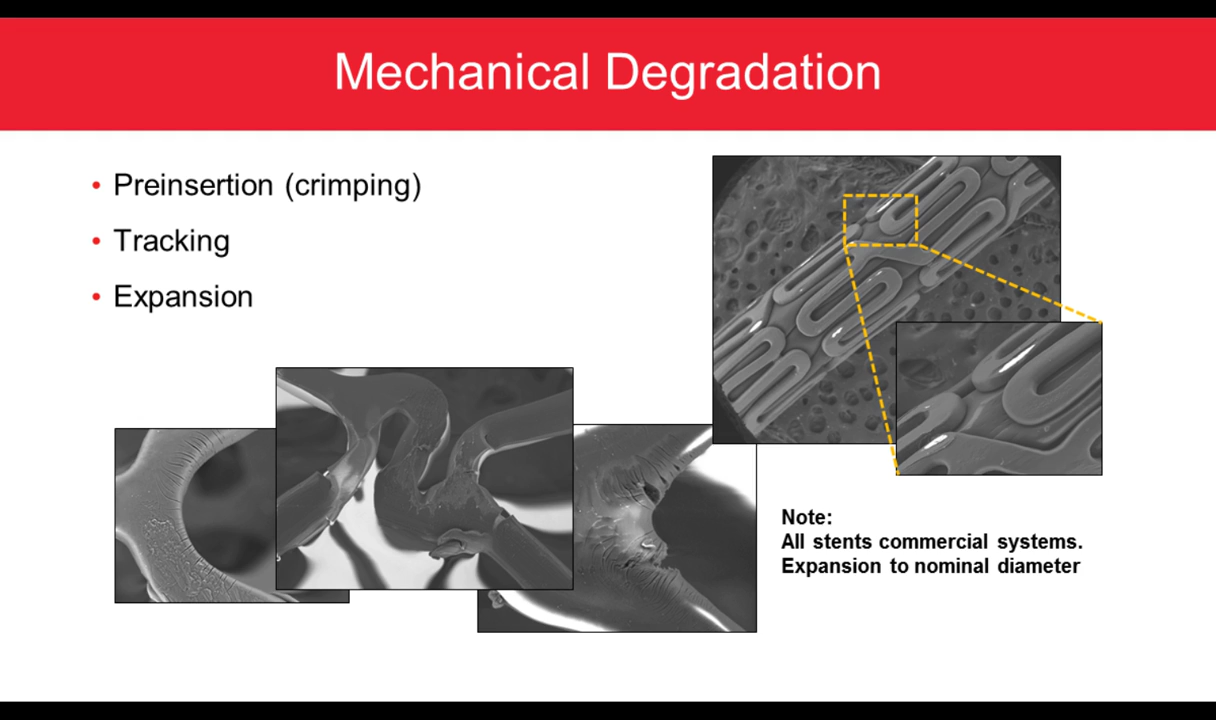 Mechanical Degradation
• Preinsertion (crimping)
• Tracking
• Expansion
Note:
All stents commercial systems.
Expansion to nominal diameter